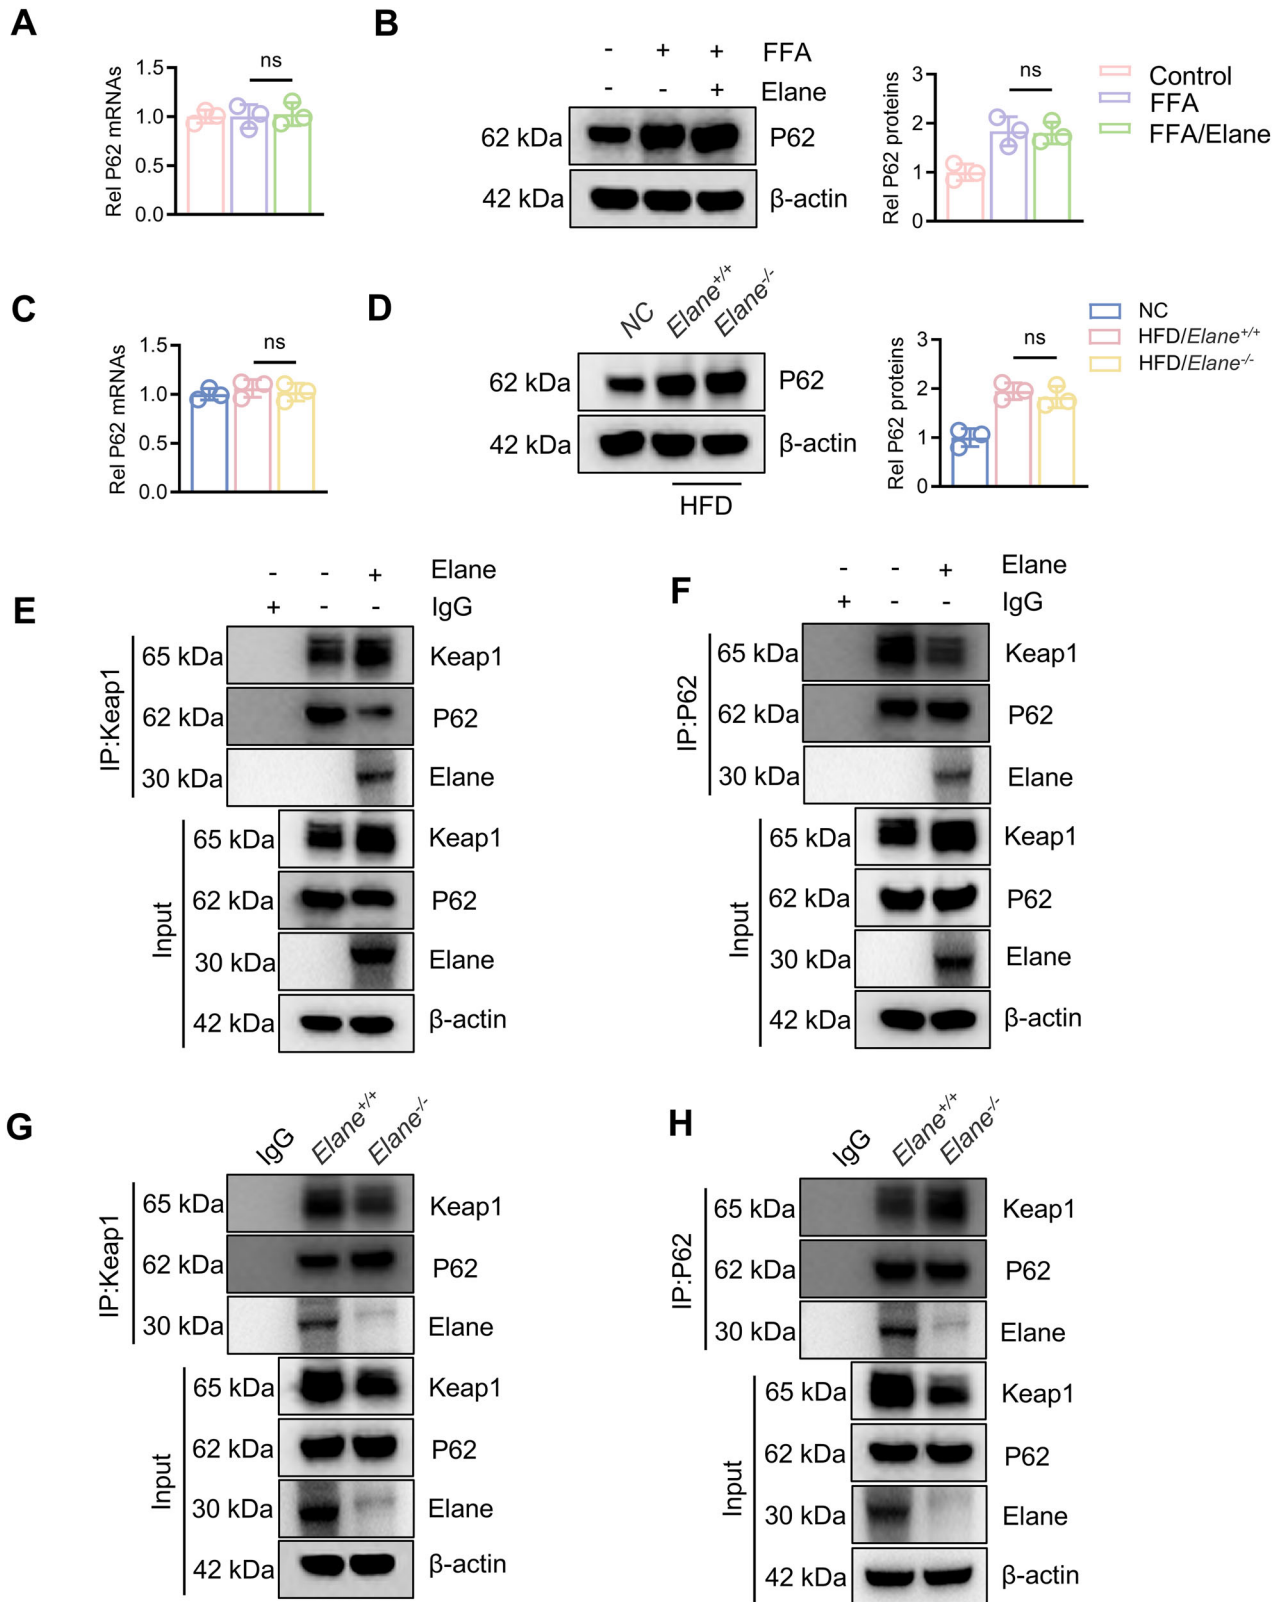 A
Rel P62 mRNAs
1.5
1.0
0.5
0.0
ns
B
- + + FFA
- - + Elane
62 kDa P62
42 kDa β-actin
Rel P62 proteins
3
2
1
0
ns
Control
FFA
FFA/Elane
C
Rel P62 mRNAs
1.5
1.0
0.5
0.0
ns
D
NC Elane+/+ Elane-/-
62 kDa P62
42 kDa β-actin
HFD
Rel P62 proteins
3
2
1
0
ns
NC
HFD/Elane+/+
HFD/Elane-/-
E
- - + Elane
+ - - IgG
IP:Keap1
65 kDa Keap1
62 kDa P62
30 kDa Elane
Input
65 kDa Keap1
62 kDa P62
30 kDa Elane
42 kDa β-actin
F
- - + Elane
+ - - IgG
IP:P62
65 kDa Keap1
62 kDa P62
30 kDa Elane
Input
65 kDa Keap1
62 kDa P62
30 kDa Elane
42 kDa β-actin
G
IgG Elane+/+ Elane-/-
IP:Keap1
65 kDa Keap1
62 kDa P62
30 kDa Elane
Input
65 kDa Keap1
62 kDa P62
30 kDa Elane
42 kDa β-actin
H
IgG Elane+/+ Elane-/-
IP:P62
65 kDa Keap1
62 kDa P62
30 kDa Elane
Input
65 kDa Keap1
62 kDa P62
30 kDa Elane
42 kDa β-actin